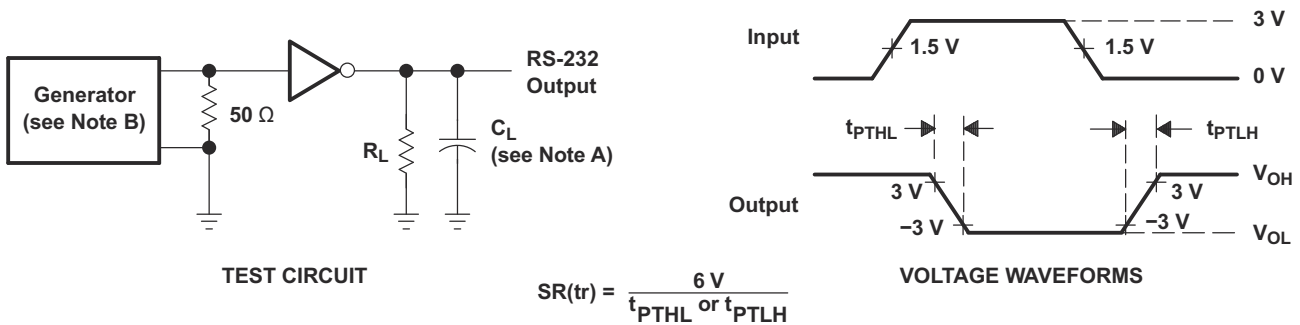 Generator
(see Note B)
50 Ω
RS-232
Output
R_L
C_L
(see Note A)
TEST CIRCUIT
Input
3 V
1.5 V
1.5 V
0 V
t_PTHL
t_PTLH
Output
3 V
−3 V
3 V
−3 V
V_OH
V_OL
VOLTAGE WAVEFORMS
SR(tr) = 6 V / t_PTHL or t_PTLH